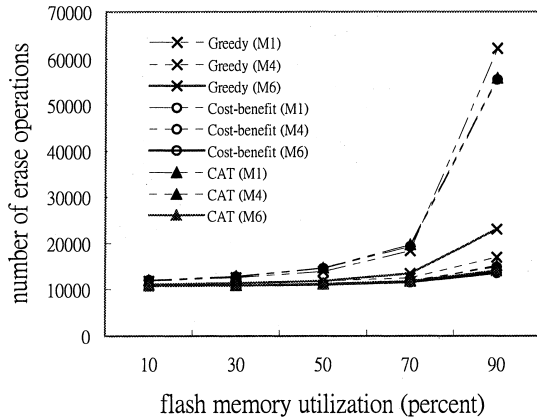 70000
60000
50000
40000
30000
20000
10000
0
number of erase operations
Greedy (M1)
Greedy (M4)
Greedy (M6)
Cost-benefit (M1)
Cost-benefit (M4)
Cost-benefit (M6)
CAT (M1)
CAT (M4)
CAT (M6)
10 30 50 70 90
flash memory utilization (percent)